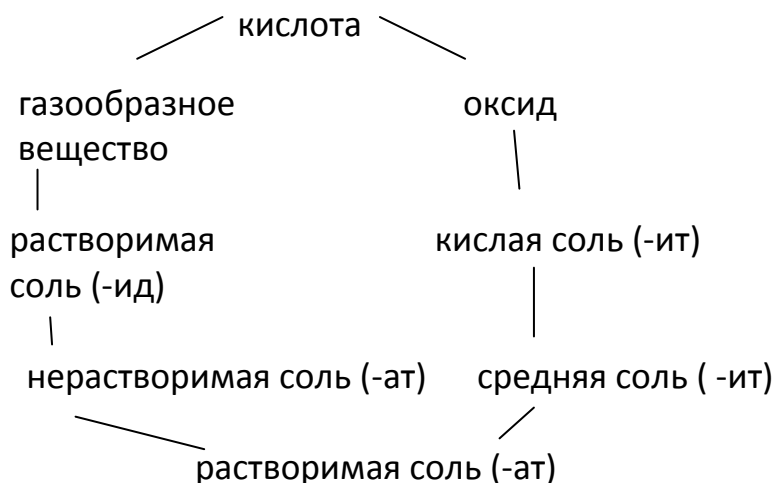 кислота
газообразное оксид
вещество
растворимая кислая соль (-ит)
соль (-ид)
нерастворимая соль (-ат) средняя соль ( -ит)
растворимая соль (-ат)